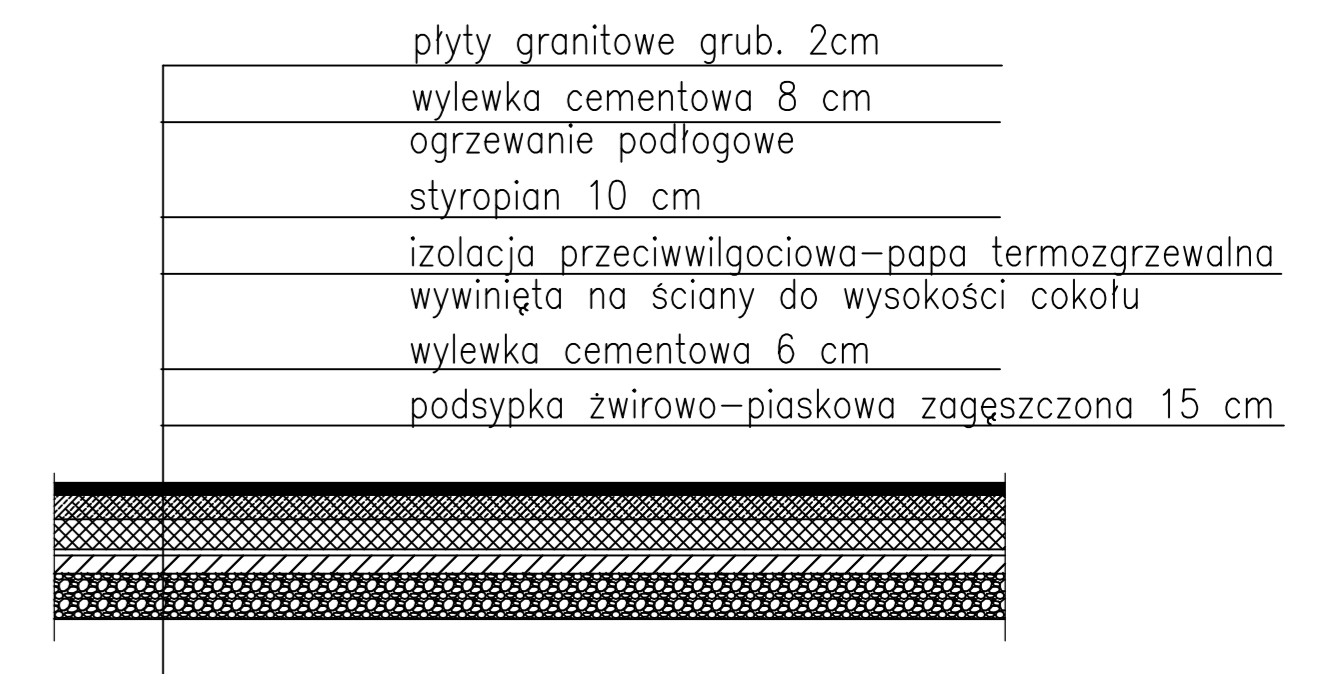 płyty granitowe grub. 2cm
wylewka cementowa 8 cm
ogrzewanie podłogowe
styropian 10 cm
izolacja przeciwwilgociowa-papa termozgrzewalna
wywinięta na ściany do wysokości cokołu
wylewka cementowa 6 cm
podsypka żwirowo-piaskowa zagęszczona 15 cm